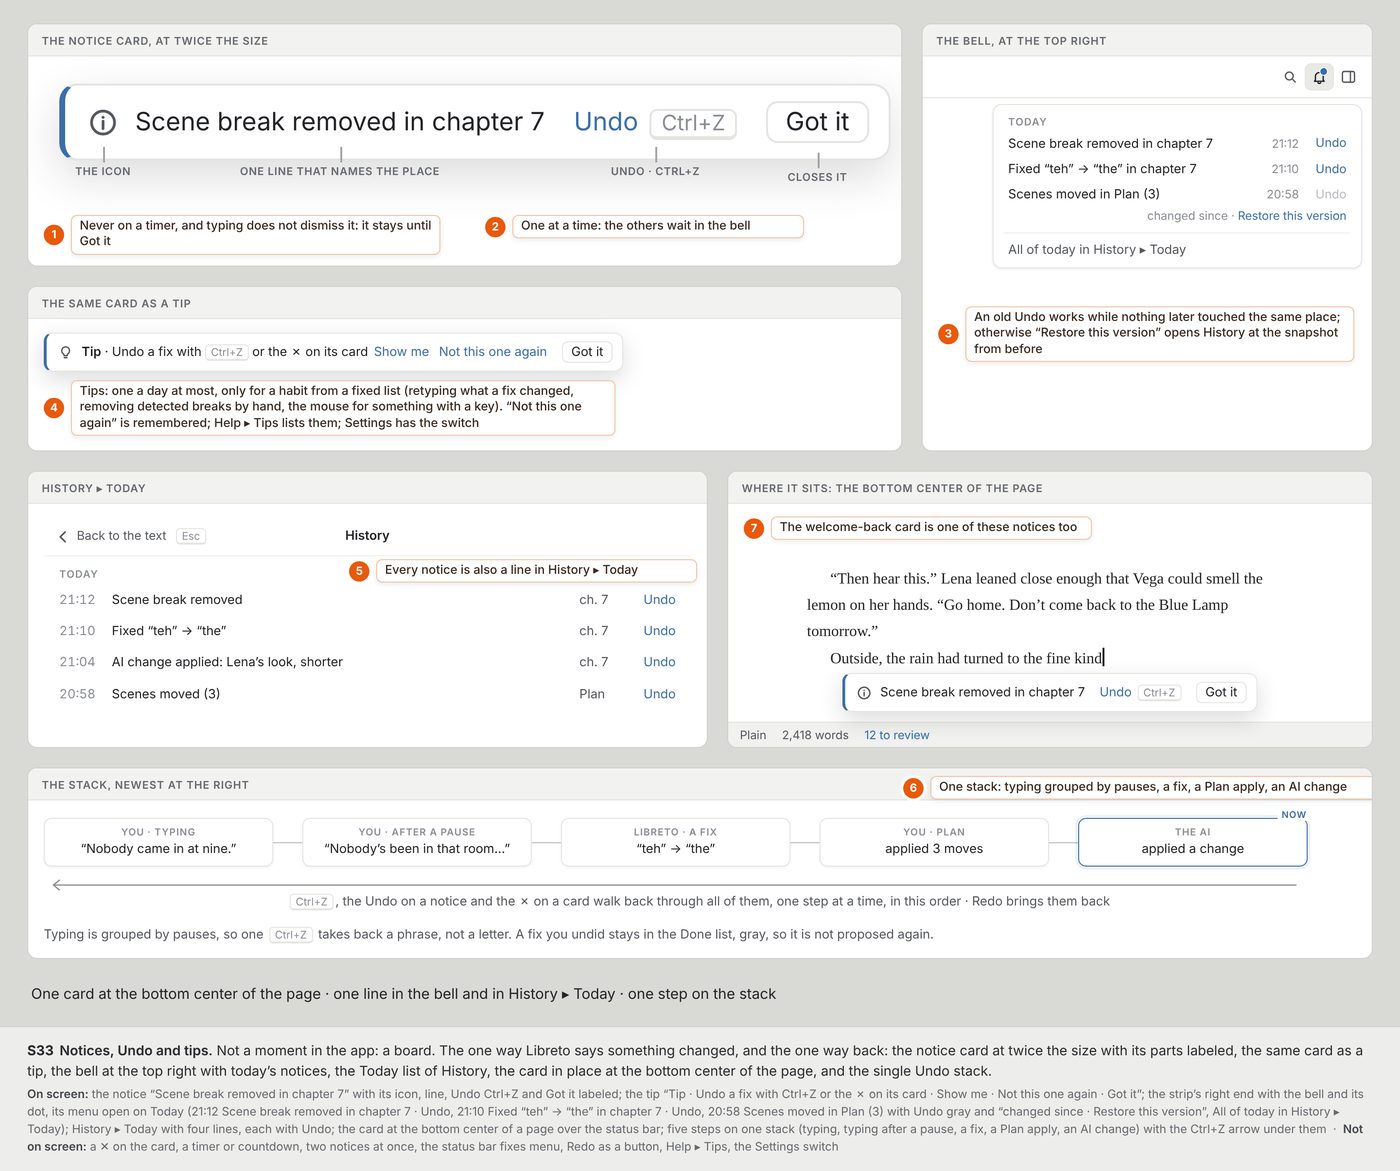 THE NOTICE CARD, AT TWICE THE SIZE
Scene break removed in chapter 7 Undo Ctrl+Z Got it
THE ICON ONE LINE THAT NAMES THE PLACE UNDO · CTRL+Z CLOSES IT
1 Never on a timer, and typing does not dismiss it: it stays until
Got it
2 One at a time: the others wait in the bell
THE BELL, AT THE TOP RIGHT
TODAY
Scene break removed in chapter 7 21:12 Undo
Fixed “teh” → “the” in chapter 7 21:10 Undo
Scenes moved in Plan (3) 20:58 Undo
changed since · Restore this version
All of today in History ▸ Today
3 An old Undo works while nothing later touched the same place;
otherwise “Restore this version” opens History at the snapshot
from before
THE SAME CARD AS A TIP
Tip · Undo a fix with Ctrl+Z or the × on its card Show me Not this one again Got it
4 Tips: one a day at most, only for a habit from a fixed list (retyping what a fix changed,
removing detected breaks by hand, the mouse for something with a key). “Not this one
again” is remembered; Help ▸ Tips lists them; Settings has the switch
HISTORY ▸ TODAY
Back to the text Esc History
TODAY
5 Every notice is also a line in History ▸ Today
21:12 Scene break removed ch. 7 Undo
21:10 Fixed “teh” → “the” ch. 7 Undo
21:04 AI change applied: Lena’s look, shorter ch. 7 Undo
20:58 Scenes moved (3) Plan Undo
WHERE IT SITS: THE BOTTOM CENTER OF THE PAGE
7 The welcome-back card is one of these notices too
“Then hear this.” Lena leaned close enough that Vega could smell the
lemon on her hands. “Go home. Don’t come back to the Blue Lamp
tomorrow.”
Outside, the rain had turned to the fine kind
Scene break removed in chapter 7 Undo Ctrl+Z Got it
Plain 2,418 words 12 to review
THE STACK, NEWEST AT THE RIGHT
6 One stack: typing grouped by pauses, a fix, a Plan apply, an AI change
NOW
YOU · TYPING YOU · AFTER A PAUSE LIBRETO · A FIX YOU · PLAN THE AI
“Nobody came in at nine.” “Nobody’s been in that room…” “teh” → “the” applied 3 moves applied a change
Ctrl+Z , the Undo on a notice and the × on a card walk back through all of them, one step at a time, in this order · Redo brings them back
Typing is grouped by pauses, so one Ctrl+Z takes back a phrase, not a letter. A fix you undid stays in the Done list, gray, so it is not proposed again.
One card at the bottom center of the page · one line in the bell and in History ▸ Today · one step on the stack
S33 Notices, Undo and tips. Not a moment in the app: a board. The one way Libreto says something changed, and the one way back: the notice card at twice the size with its parts labeled, the same card as a
tip, the bell at the top right with today’s notices, the Today list of History, the card in place at the bottom center of the page, and the single Undo stack.
On screen: the notice “Scene break removed in chapter 7” with its icon, line, Undo Ctrl+Z and Got it labeled; the tip “Tip · Undo a fix with Ctrl+Z or the × on its card · Show me · Not this one again · Got it”; the strip’s right end with the bell and its
dot, its menu open on Today (21:12 Scene break removed in chapter 7 · Undo, 21:10 Fixed “teh” → “the” in chapter 7 · Undo, 20:58 Scenes moved in Plan (3) with Undo gray and “changed since · Restore this version”, All of today in History ▸
Today); History ▸ Today with four lines, each with Undo; the card at the bottom center of a page over the status bar; five steps on one stack (typing, typing after a pause, a fix, a Plan apply, an AI change) with the Ctrl+Z arrow under them · Not
on screen: a × on the card, a timer or countdown, two notices at once, the status bar fixes menu, Redo as a button, Help ▸ Tips, the Settings switch